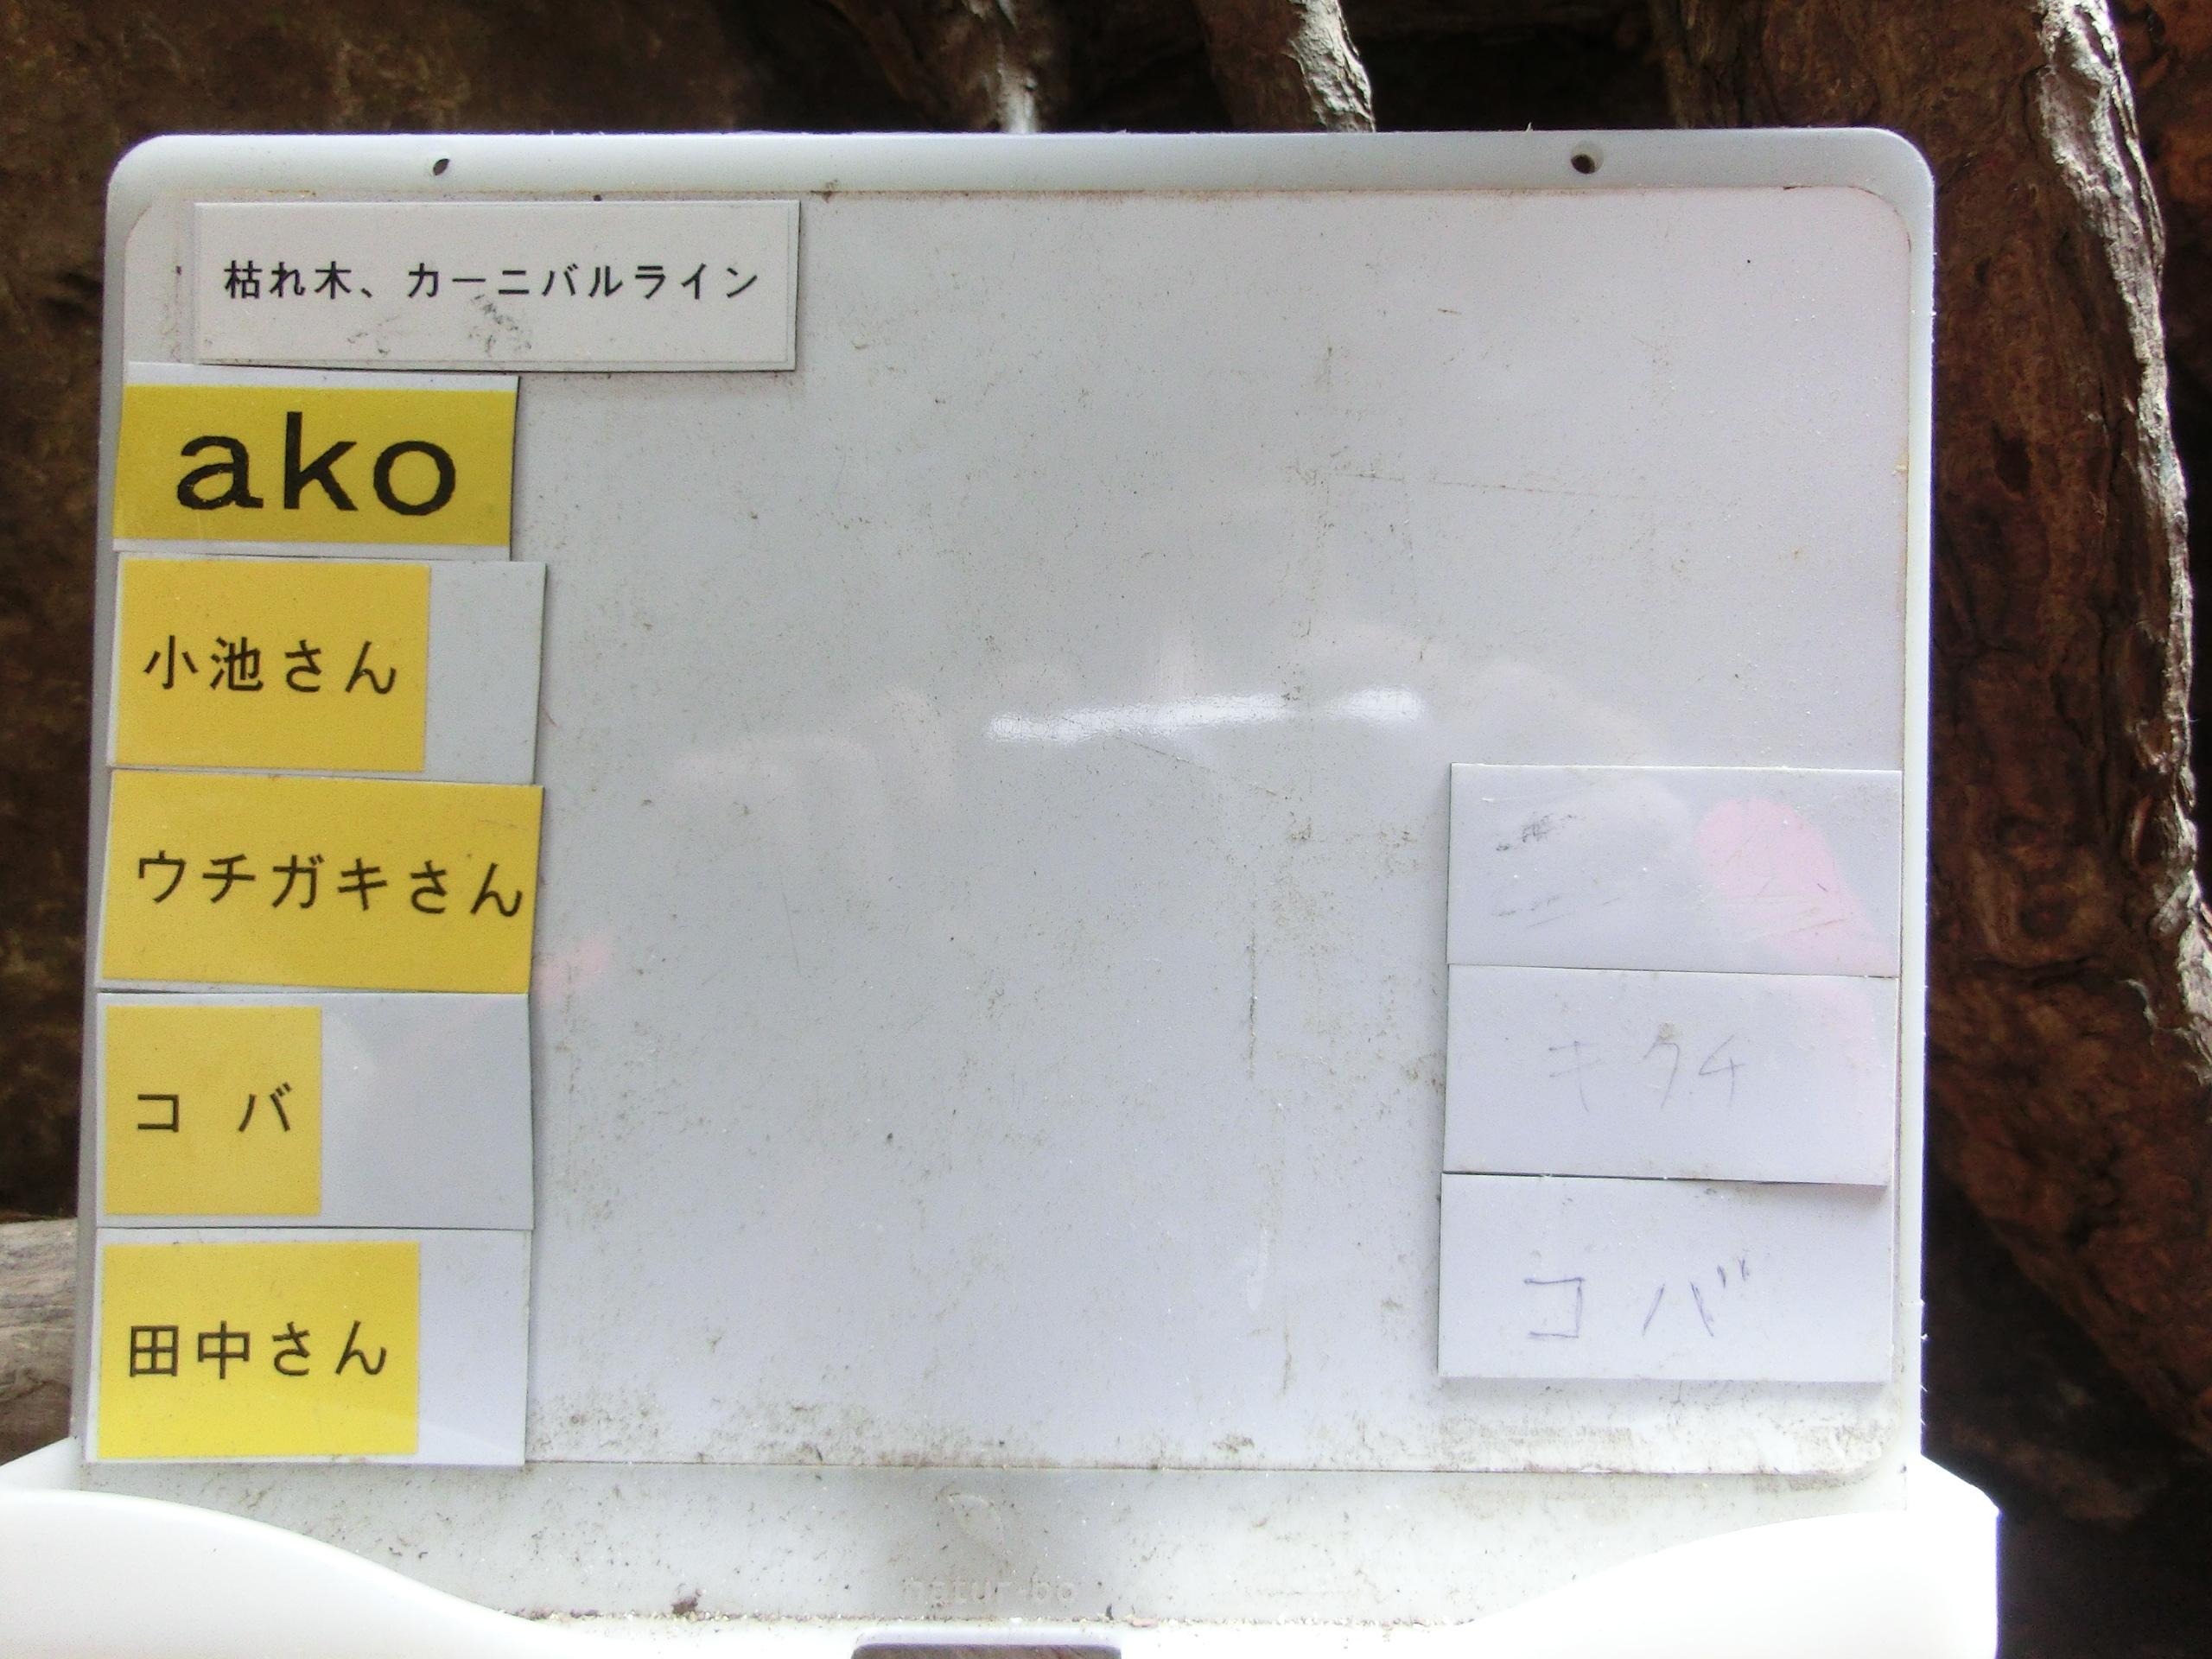 枯れ木、カーニバルライン
ako
小池さん
ウチガキさん
コ バ
田中さん
キクチ
コバ